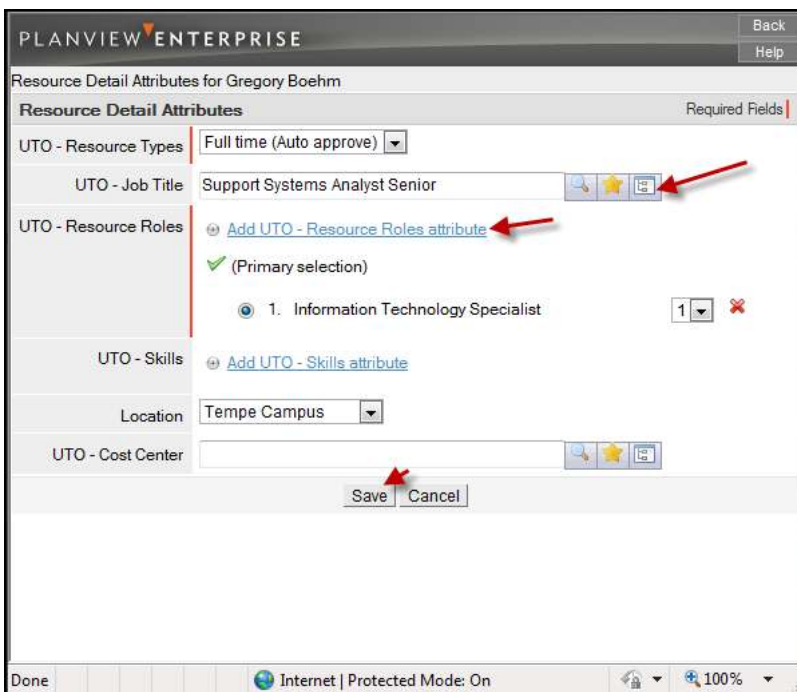 PLANVIEW ENTERPRISE
Back
Help
Resource Detail Attributes for Gregory Boehm
Resource Detail Attributes Required Fields
UTO - Resource Types Full time (Auto approve)
UTO - Job Title Support Systems Analyst Senior
UTO - Resource Roles Add UTO - Resource Roles attribute
(Primary selection)
1. Information Technology Specialist 1
UTO - Skills Add UTO - Skills attribute
Location Tempe Campus
UTO - Cost Center
Save Cancel
Done Internet | Protected Mode: On 100%